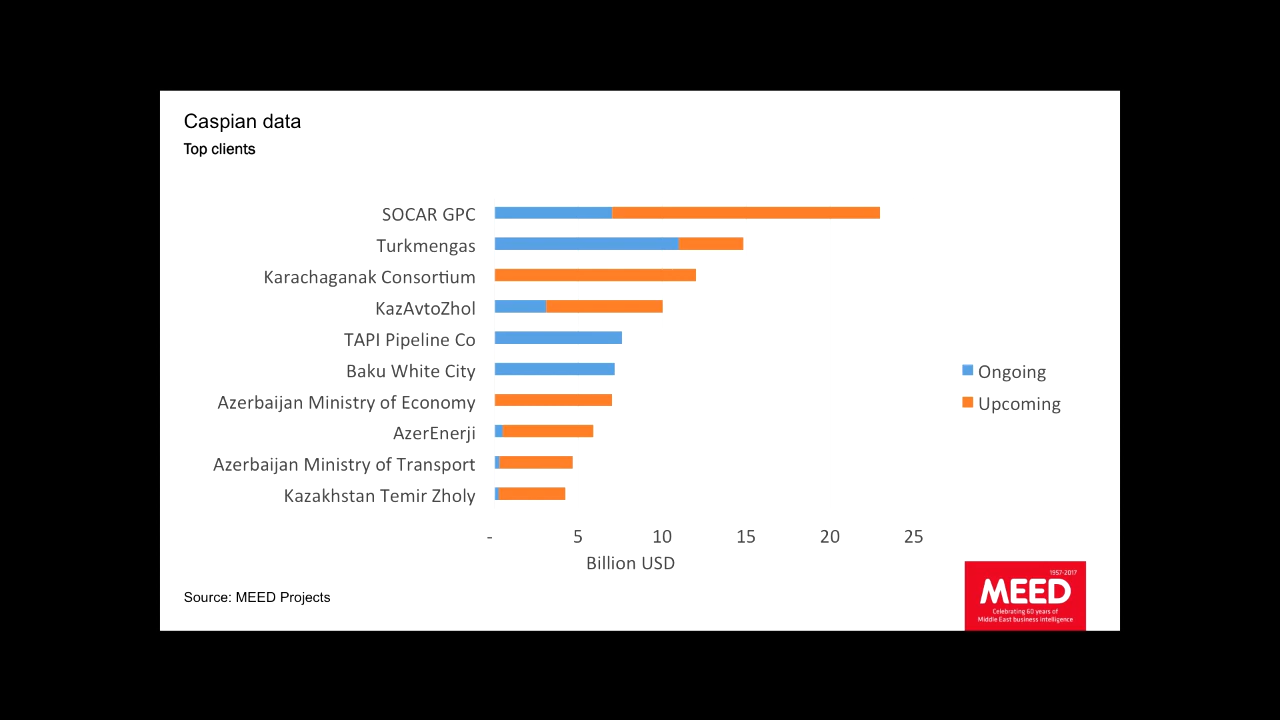 Caspian data
Top clients
SOCAR GPC
Turkmengas
Karachaganak Consortium
KazAvtoZhol
TAPI Pipeline Co
Baku White City
Azerbaijan Ministry of Economy
AzerEnerji
Azerbaijan Ministry of Transport
Kazakhstan Temir Zholy
Ongoing
Upcoming
- 5 10 15 20 25
Billion USD
Source: MEED Projects
1957-2017
MEED
Celebrating 60 years of
Middle East business intelligence